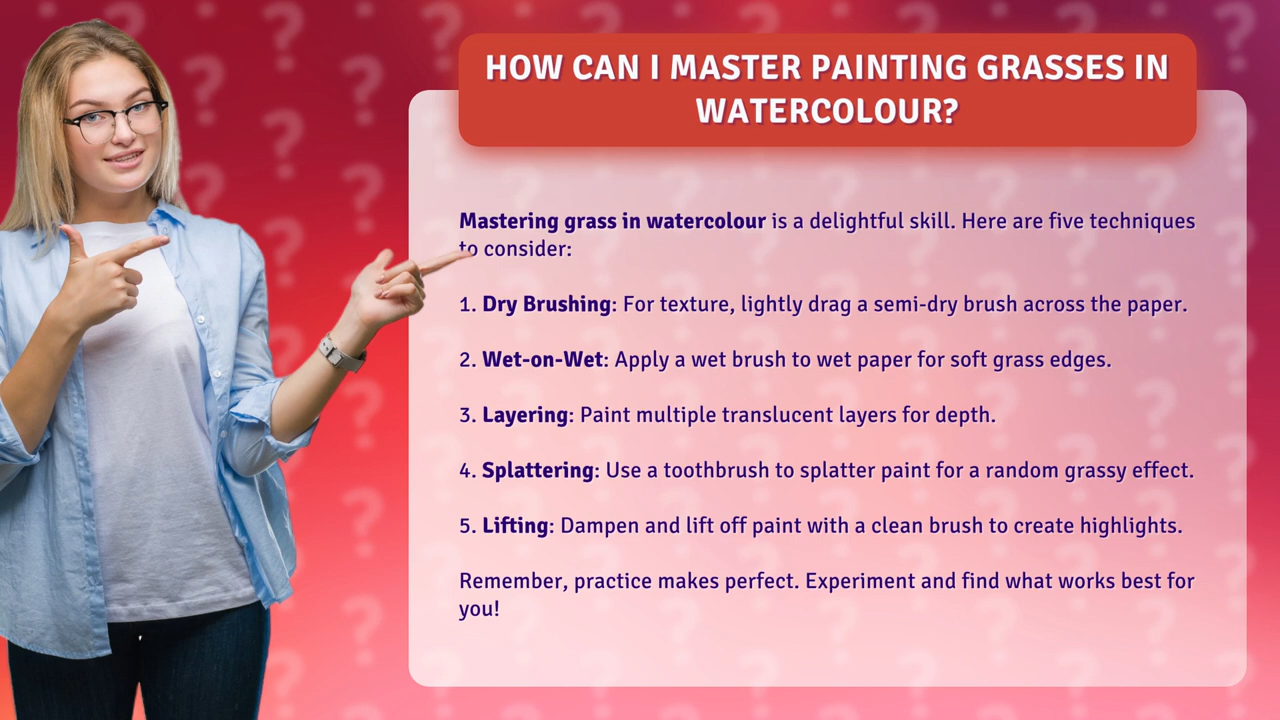 HOW CAN I MASTER PAINTING GRASSES IN
WATERCOLOUR?
Mastering grass in watercolour is a delightful skill. Here are five techniques
to consider:
1. Dry Brushing: For texture, lightly drag a semi-dry brush across the paper.
2. Wet-on-Wet: Apply a wet brush to wet paper for soft grass edges.
3. Layering: Paint multiple translucent layers for depth.
4. Splattering: Use a toothbrush to splatter paint for a random grassy effect.
5. Lifting: Dampen and lift off paint with a clean brush to create highlights.
Remember, practice makes perfect. Experiment and find what works best for
you!